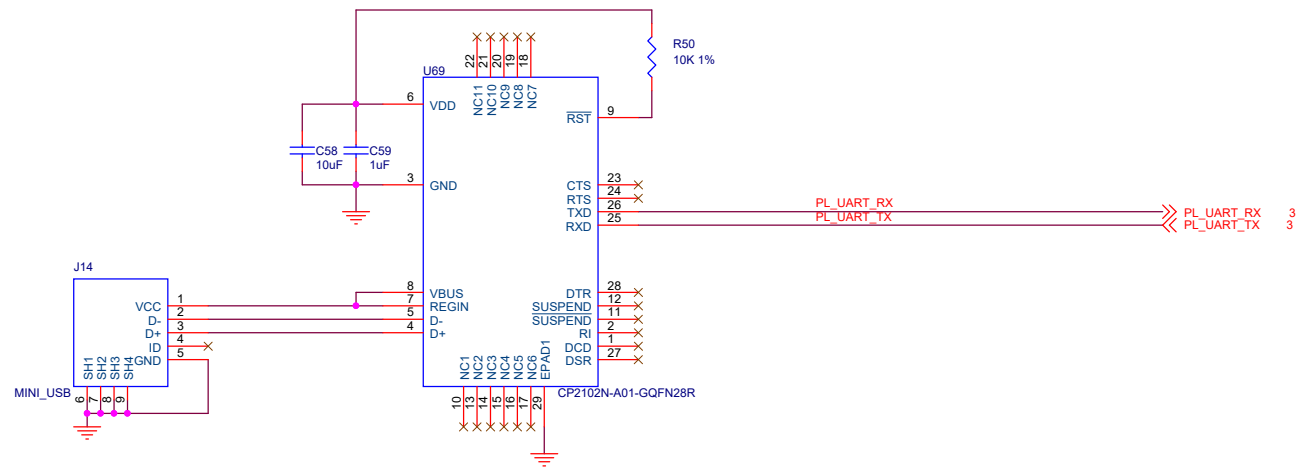 R50
10K 1%
U69
22
21
20
19
18
NC11
NC10
NC9
NC8
NC7
6
VDD
9
RST
C58
10uF
C59
1uF
3
GND
CTS
23
RTS
24
TXD
26
PL_UART_RX
PL_UART_RX 3
RXD
25
PL_UART_TX
PL_UART_TX 3
J14
VCC
1
D-
2
D+
3
ID
4
GND
5
SH1
SH2
SH3
SH4
6
7
8
9
MINI_USB
8
VBUS
7
REGIN
5
D-
4
D+
DTR
28
SUSPEND
12
SUSPEND
11
RI
2
DCD
1
DSR
27
NC1
NC2
NC3
NC4
NC5
NC6
EPAD1
10
13
14
15
16
17
29
CP2102N-A01-GQFN28R